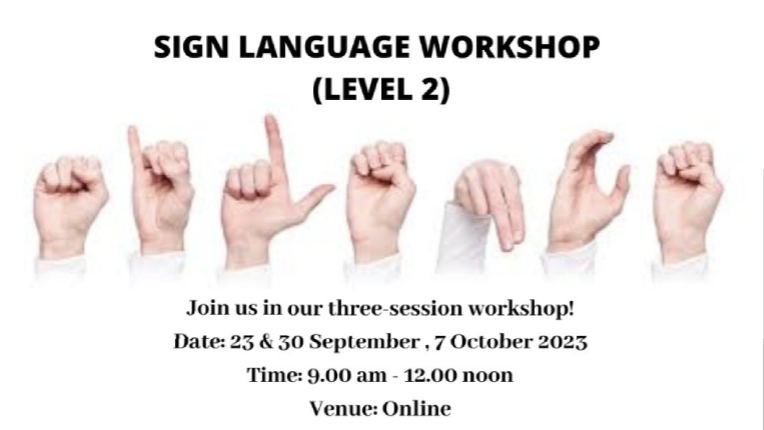 SIGN LANGUAGE WORKSHOP
(LEVEL 2)
Join us in our three-session workshop!
Date: 23 & 30 September , 7 October 2023
Time: 9.00 am - 12.00 noon
Venue: Online